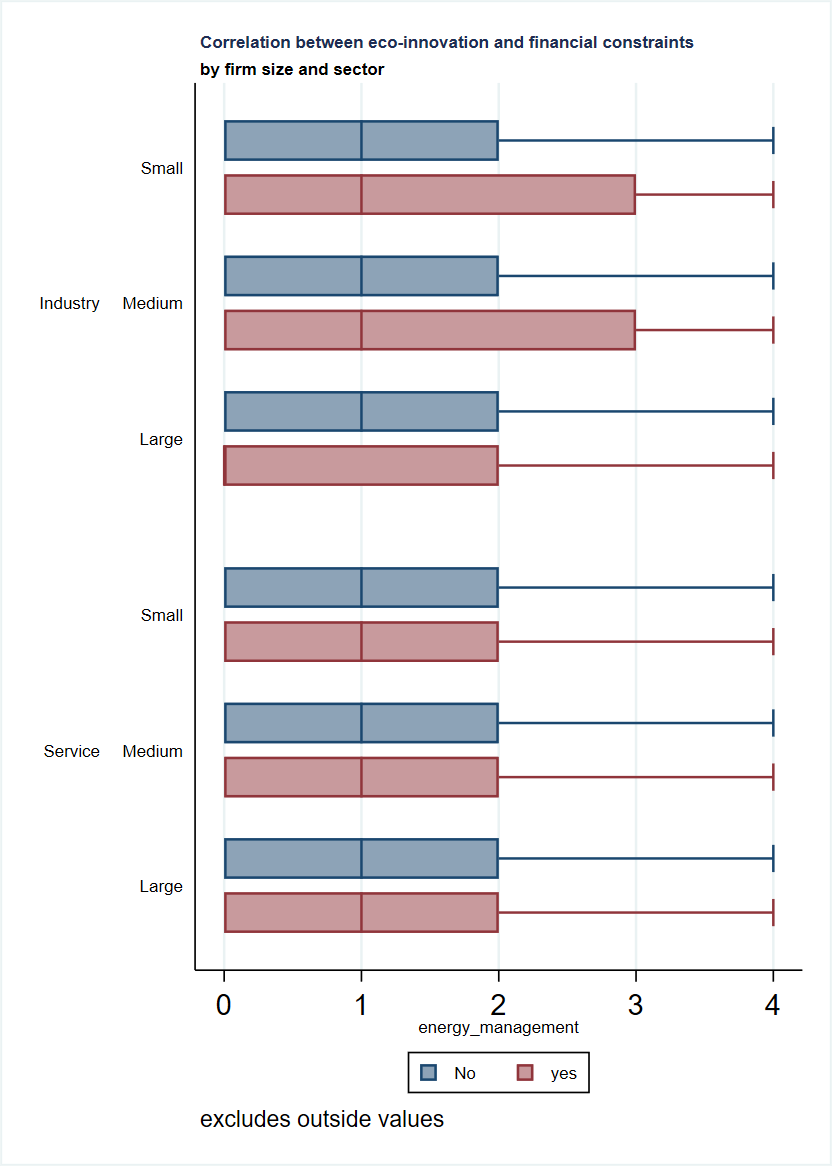 Correlation between eco-innovation and financial constraints
by firm size and sector
Small
Industry Medium
Large
Small
Service Medium
Large
0 1 2 3 4
energy_management
No yes
excludes outside values